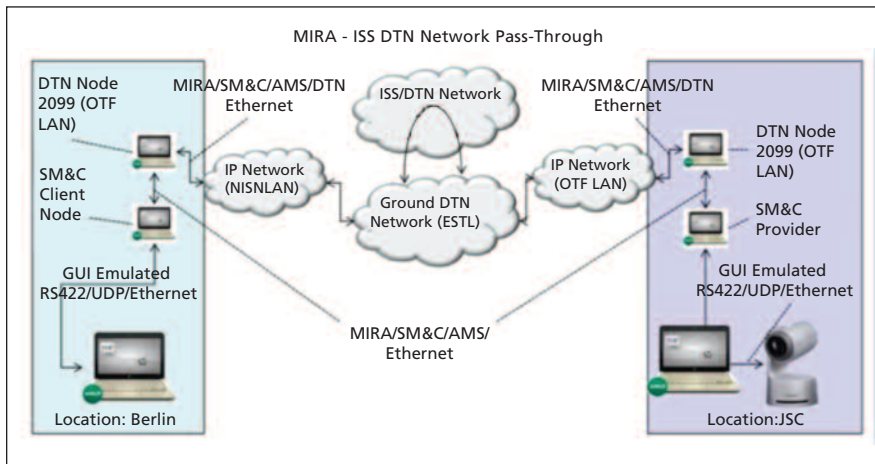 MIRA - ISS DTN Network Pass-Through
DTN Node
2099 (OTF
LAN)
MIRA/SM&C/AMS/DTN
Ethernet
ISS/DTN Network
MIRA/SM&C/AMS/DTN
Ethernet
DTN Node
2099 (OTF
LAN)
SM&C
Client
Node
IP Network
(NISNLAN)
Ground DTN
Network (ESTL)
IP Network
(OTF LAN)
SM&C
Provider
GUI Emulated
RS422/UDP/Ethernet
GUI Emulated
RS422/UDP/Ethernet
MIRA/SM&C/AMS/
Ethernet
Location: Berlin
Location:JSC